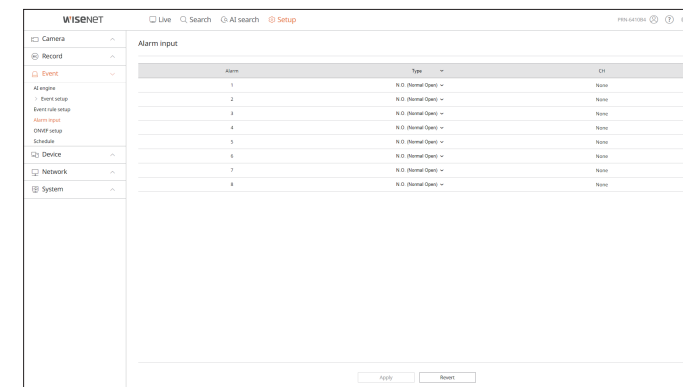 WISENET
Live Search AI search Setup
PRN-6410B4
Camera
Record
Event
AI engine
Event setup
Event rule setup
Alarm input
ONVIF setup
Schedule
Device
Network
System
Alarm input
Alarm Type CH
1 N.O. (Normal Open) None
2 N.O. (Normal Open) None
3 N.O. (Normal Open) None
4 N.O. (Normal Open) None
5 N.O. (Normal Open) None
6 N.O. (Normal Open) None
7 N.O. (Normal Open) None
8 N.O. (Normal Open) None
Apply Revert